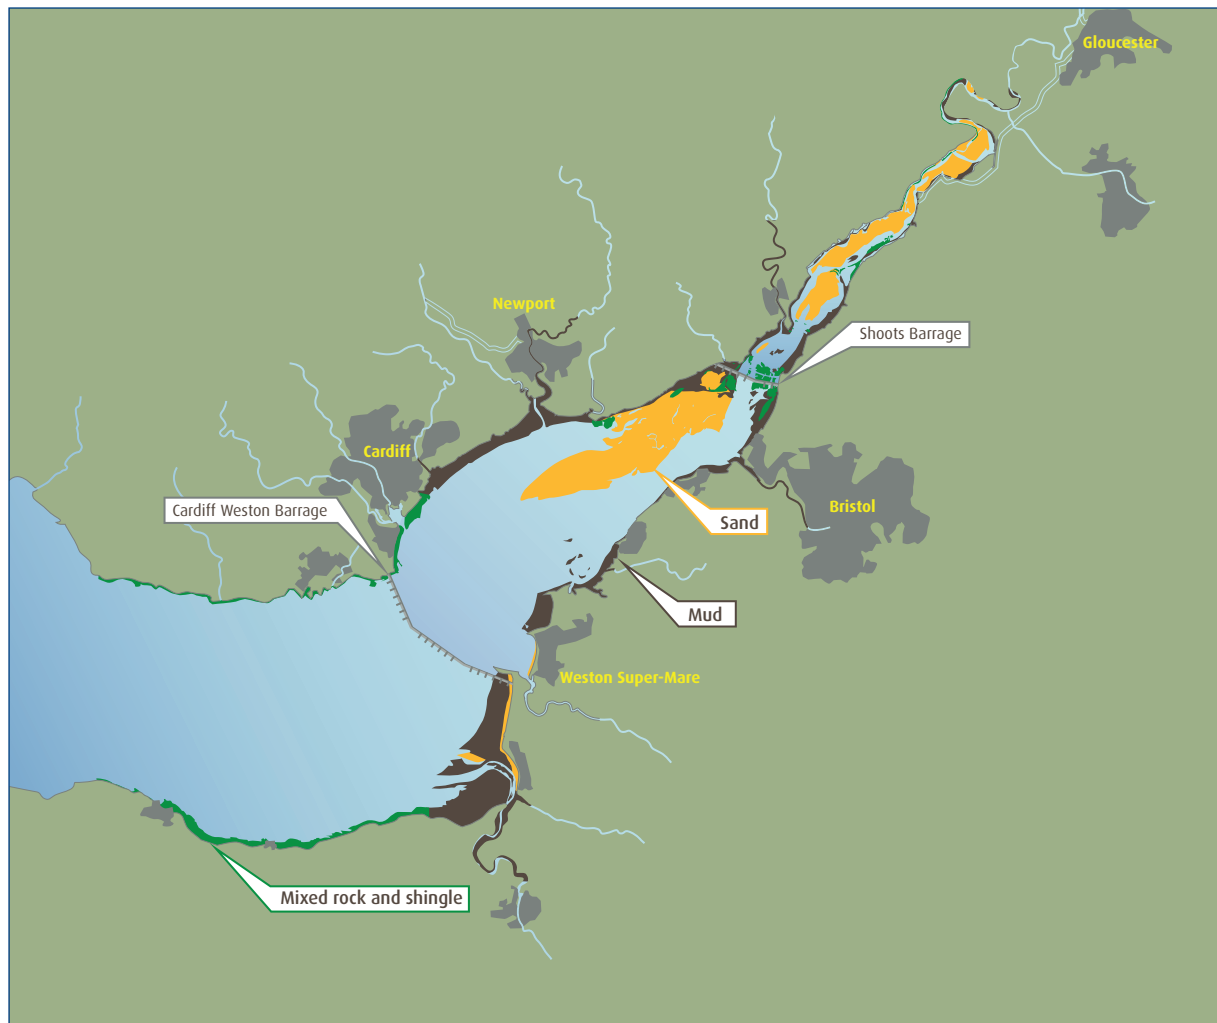 Gloucester
Newport
Shoots Barrage
Cardiff
Cardiff Weston Barrage
Bristol
Sand
Mud
Weston Super-Mare
Mixed rock and shingle